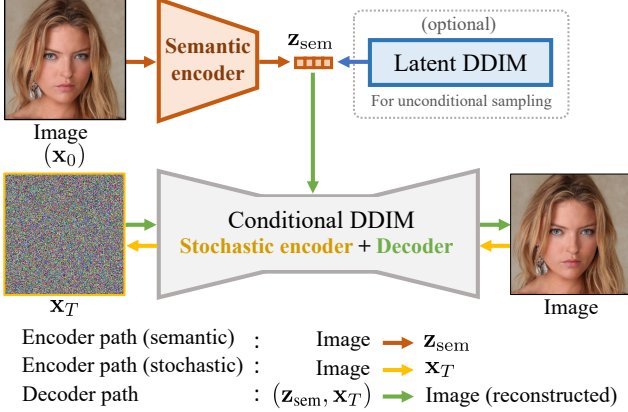 Semantic
encoder
z_sem
(optional)
Latent DDIM
For unconditional sampling
Image
(x₀)
Conditional DDIM
Stochastic encoder + Decoder
x_T
Image
Encoder path (semantic) : Image z_sem
Encoder path (stochastic) : Image x_T
Decoder path : (z_sem, x_T) Image (reconstructed)